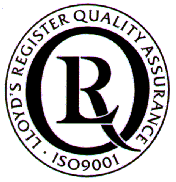 LLOYD'S REGISTER QUALITY ASSURANCE
LRQ
· ISO9001 ·